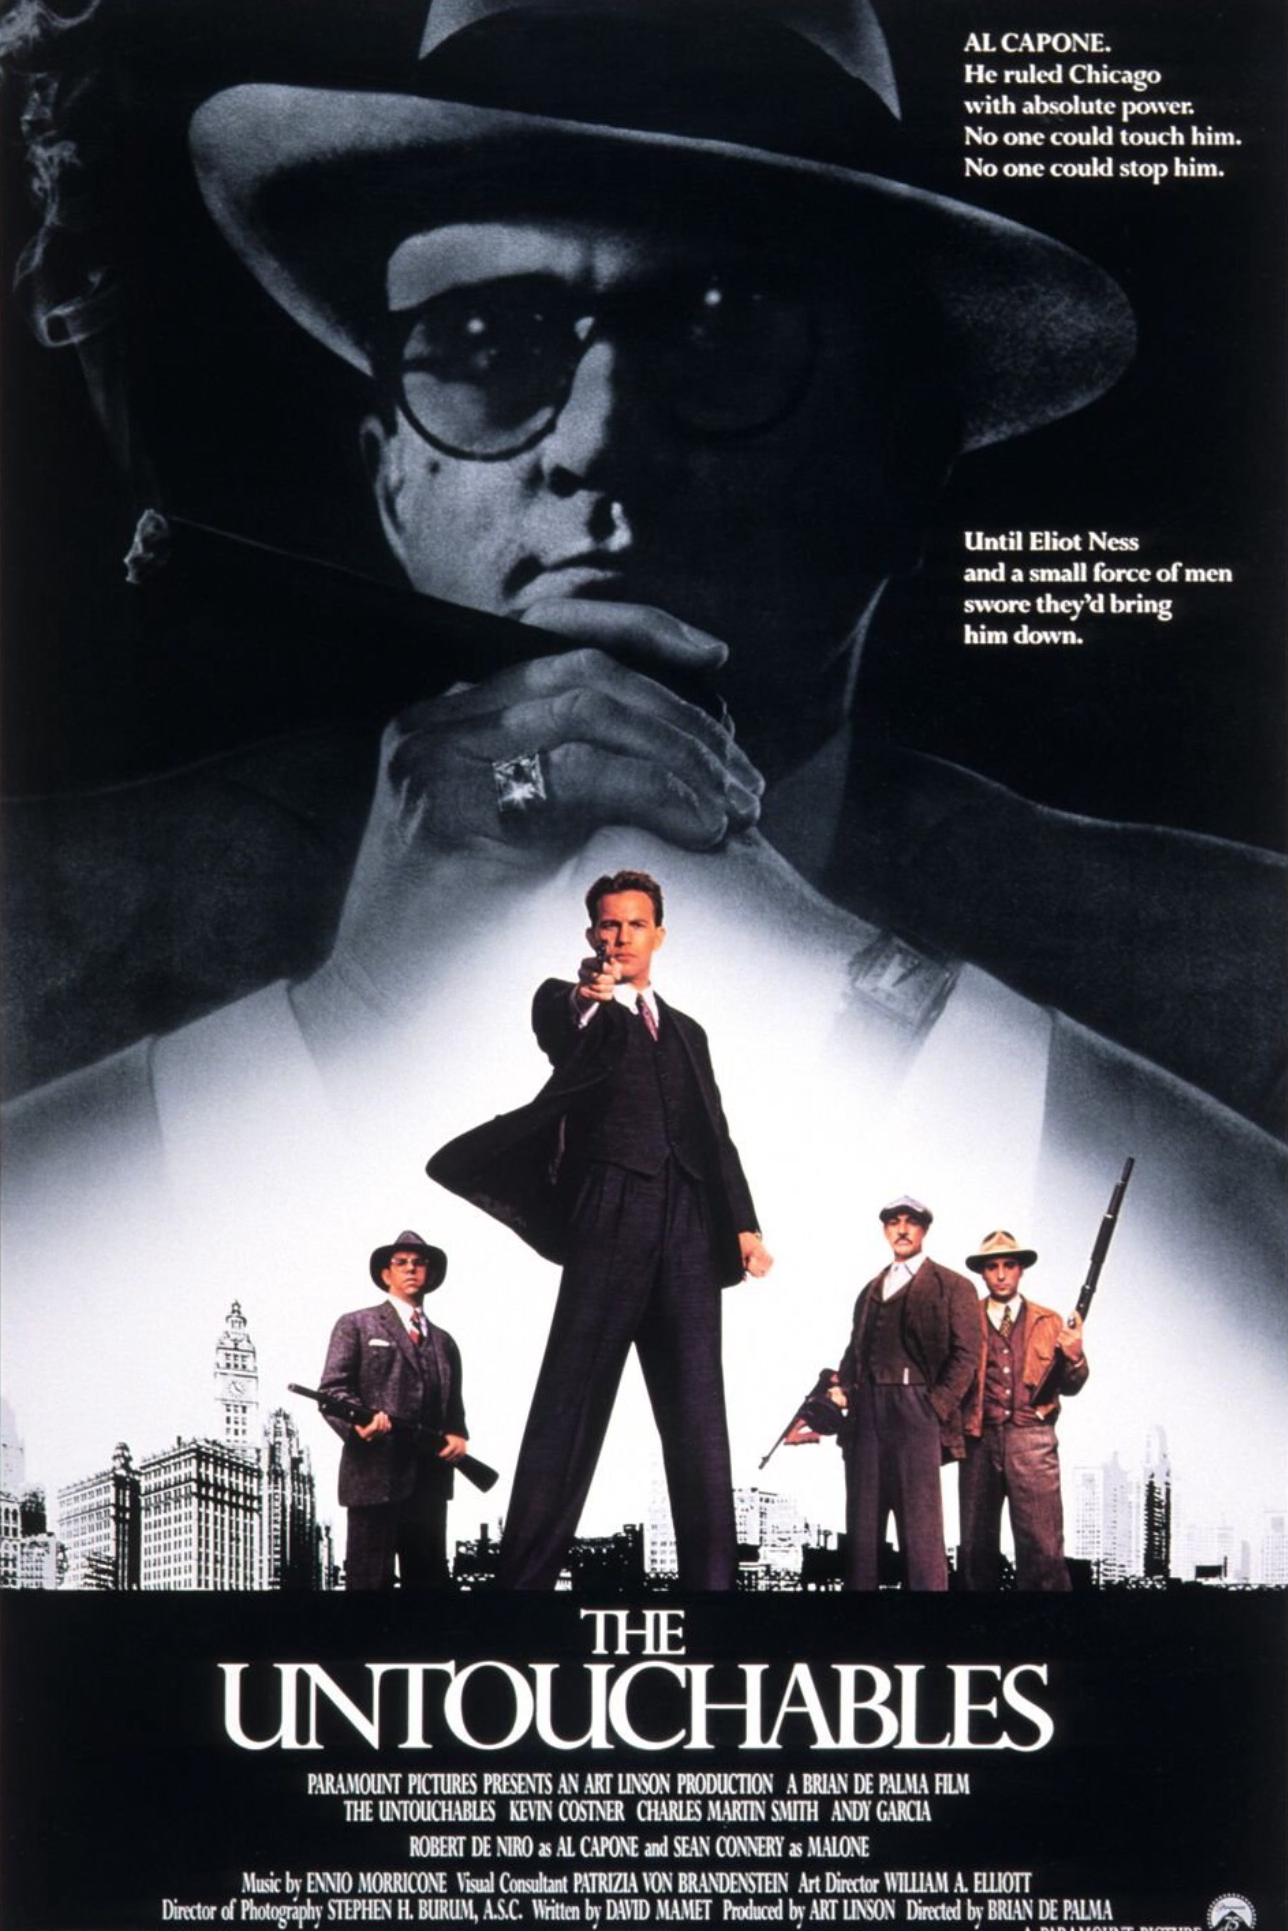 AL CAPONE.
He ruled Chicago
with absolute power.
No one could touch him.
No one could stop him.
Until Eliot Ness
and a small force of men
swore they'd bring
him down.
THE
UNTOUCHABLES
PARAMOUNT PICTURES PRESENTS AN ART LINSON PRODUCTION A BRIAN DE PALMA FILM
THE UNTOUCHABLES KEVIN COSTNER CHARLES MARTIN SMITH ANDY GARCIA
ROBERT DE NIRO as AL CAPONE and SEAN CONNERY as MALONE
Music by ENNIO MORRICONE Visual Consultant PATRIZIA VON BRANDENSTEIN Art Director WILLIAM A. ELLIOTT
Director of Photography STEPHEN H. BURUM, A.S.C. Written by DAVID MAMET Produced by ART LINSON Directed by BRIAN DE PALMA
A PARAMOUNT PICTURE